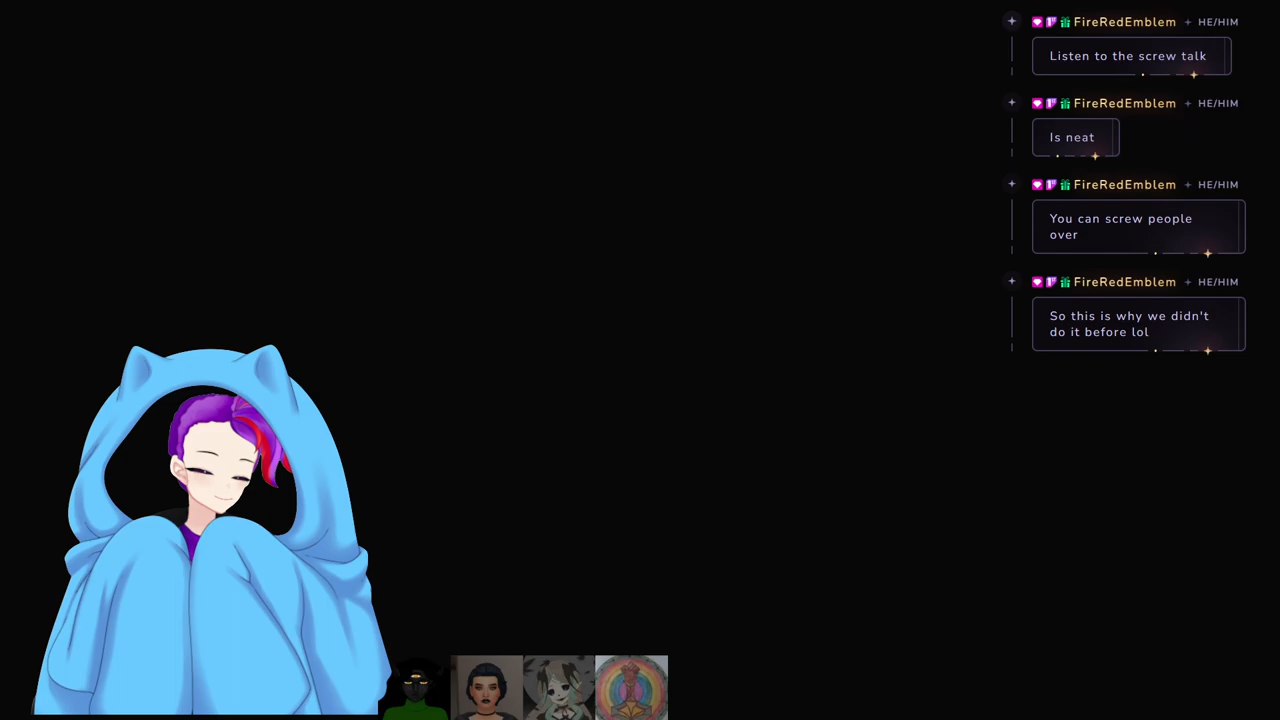 FireRedEmblem HE/HIM
Listen to the screw talk
FireRedEmblem HE/HIM
Is neat
FireRedEmblem HE/HIM
You can screw people
over
FireRedEmblem HE/HIM
So this is why we didn't
do it before lol